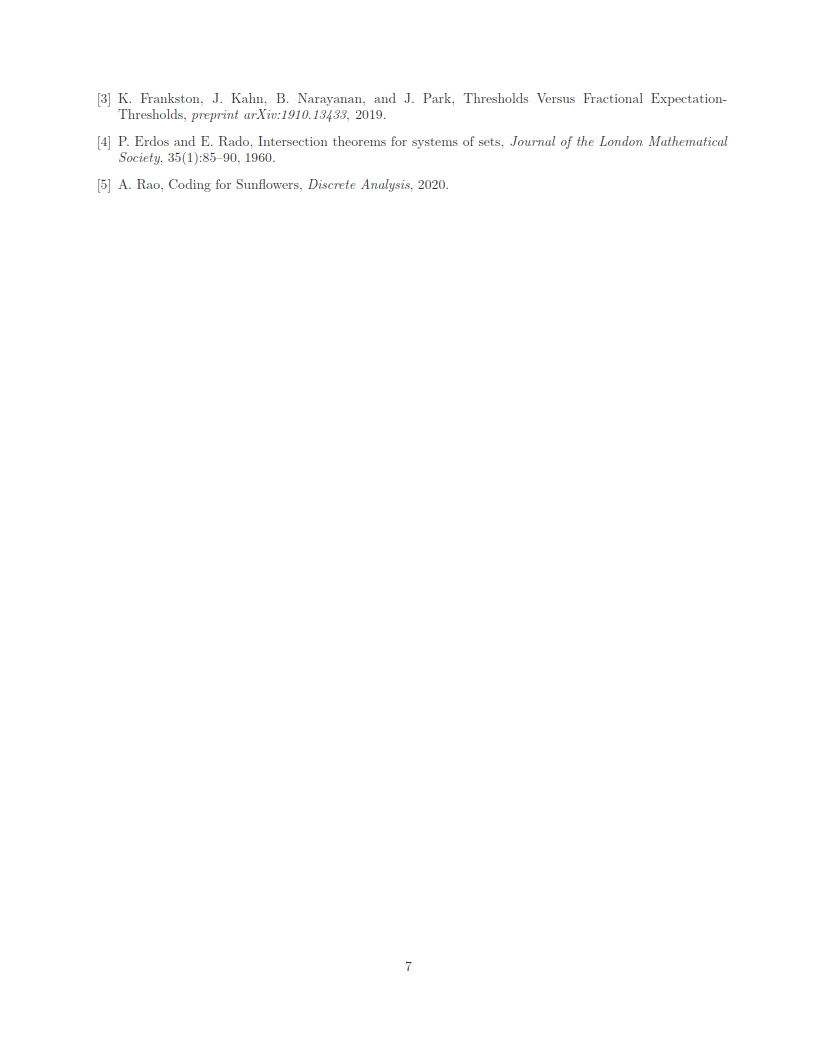 [3] K. Frankston, J. Kahn, B. Narayanan, and J. Park, Thresholds Versus Fractional Expectation-
Thresholds, preprint arXiv:1910.13433, 2019.
[4] P. Erdos and E. Rado, Intersection theorems for systems of sets, Journal of the London Mathematical
Society, 35(1):85–90, 1960.
[5] A. Rao, Coding for Sunflowers, Discrete Analysis, 2020.
7